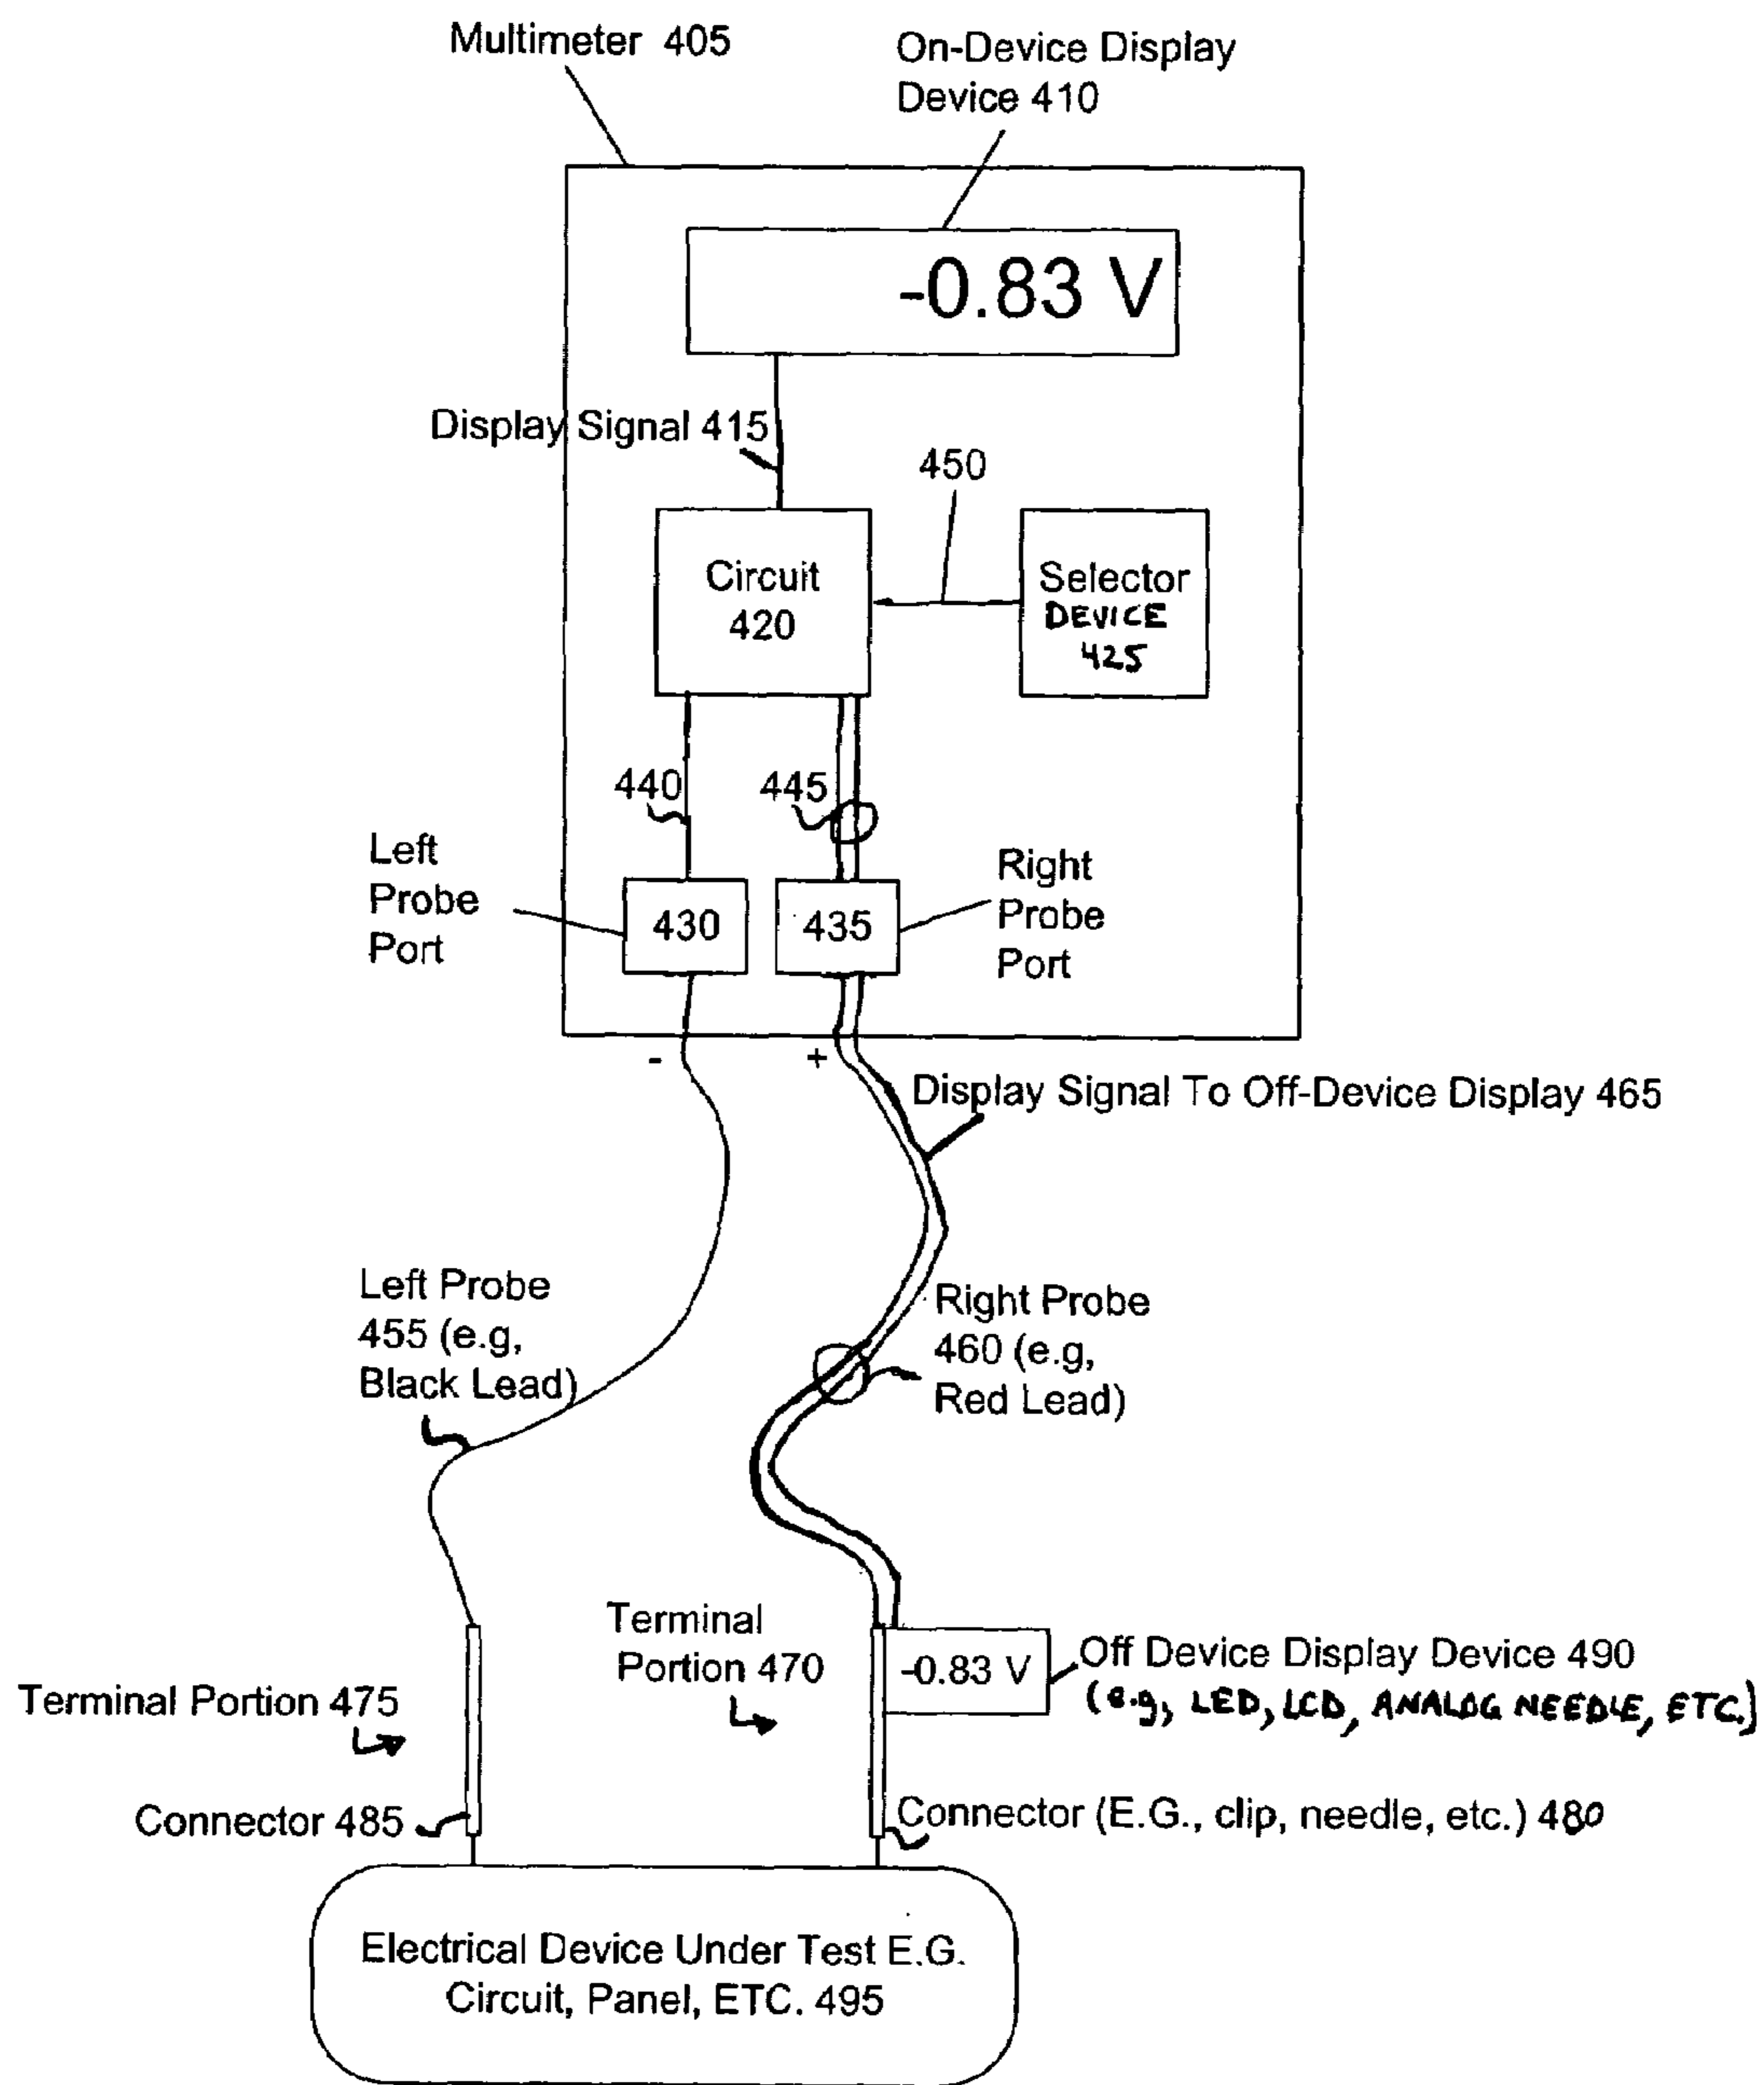 Multimeter 405
On-Device Display
Device 410
-0.83 V
Display Signal 415
450
Circuit
420
Selector
DEVICE
425
440
445
Left
Probe
Port
430
435
Right
Probe
Port
-
+
Display Signal To Off-Device Display 465
Left Probe
455 (e.g,
Black Lead)
Right Probe
460 (e.g,
Red Lead)
Terminal
Portion 470
-0.83 V
Off Device Display Device 490
(e.g, LED, LCD, ANALOG NEEDLE, ETC.)
Terminal Portion 475
Connector 485
Connector (E.G., clip, needle, etc.) 480
Electrical Device Under Test E.G.
Circuit, Panel, ETC. 495